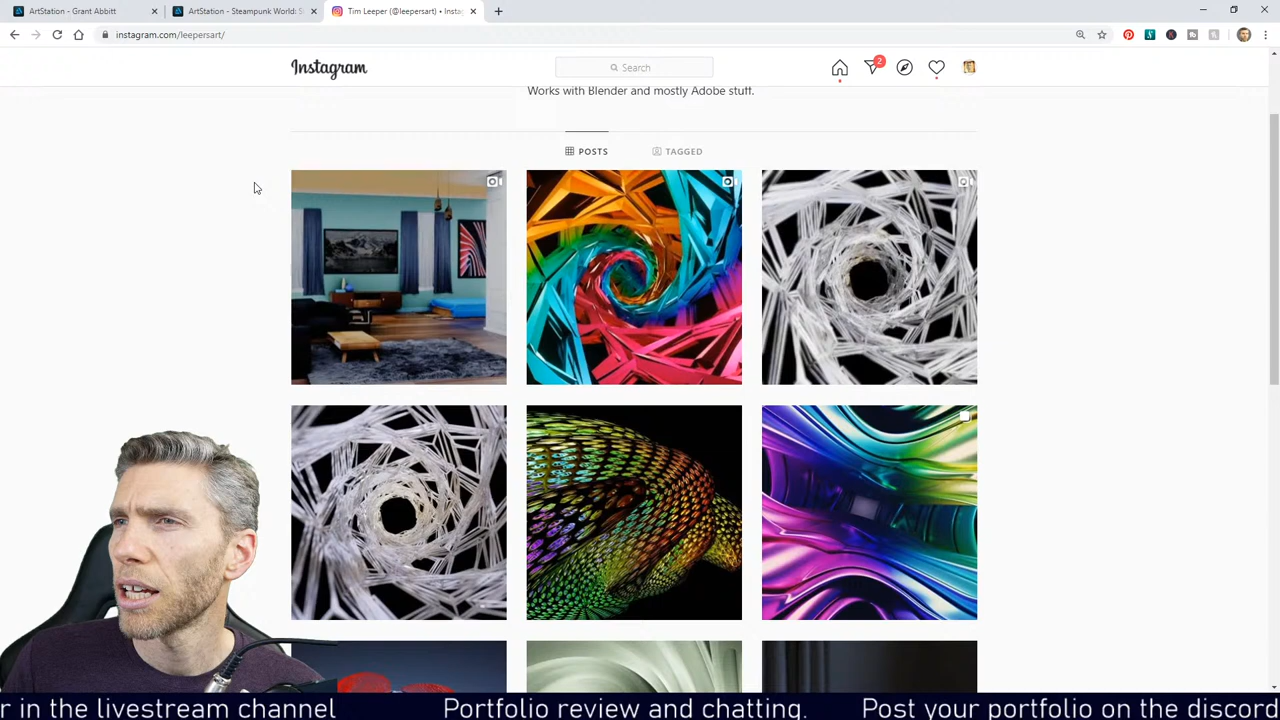 ArtStation - Grant Abbitt
ArtStation - Steampunk World: S
Tim Leeper (@leepersart) • Insta
instagram.com/leepersart/
Instagram
Search
2
Works with Blender and mostly Adobe stuff.
POSTS
TAGGED
r in the livestream channel
Portfolio review and chatting.
Post your portfolio on the discord